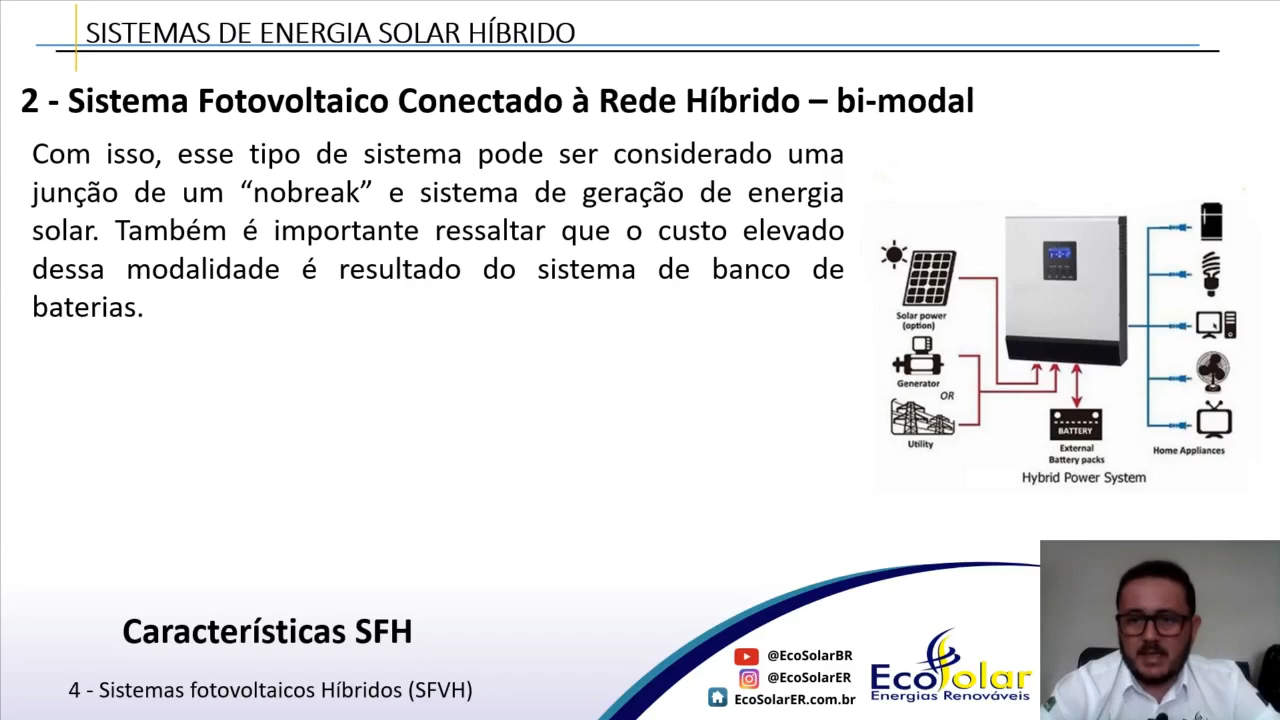 SISTEMAS DE ENERGIA SOLAR HÍBRIDO
2 - Sistema Fotovoltaico Conectado à Rede Híbrido – bi-modal
Com isso, esse tipo de sistema pode ser considerado uma
junção de um “nobreak” e sistema de geração de energia
solar. Também é importante ressaltar que o custo elevado
dessa modalidade é resultado do sistema de banco de
baterias.
Solar power
(option)
Generator
OR
Utility
BATTERY
External
Battery packs
Home Appliances
Hybrid Power System
Características SFH
4 - Sistemas fotovoltaicos Híbridos (SFVH)
@EcoSolarBR
@EcoSolarER
EcoSolarER.com.br
EcoSolar
Energias Renováveis